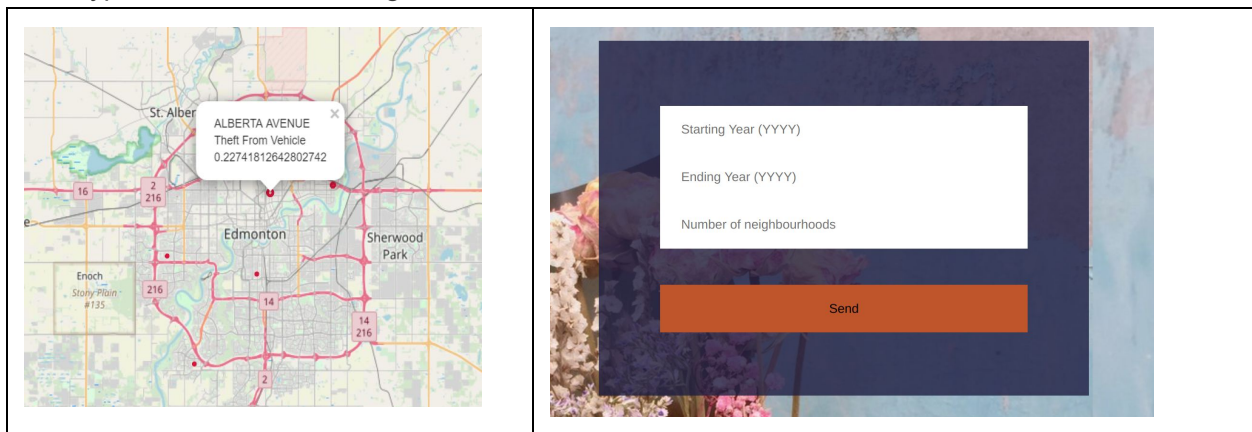 St. Alber
ALBERTA AVENUE
Theft From Vehicle
0.22741812642802742
×
16
2
216
e
Edmonton
Sherwood
Park
Enoch
Stony Plain
#135
216
14
14
216
2
Starting Year (YYYY)
Ending Year (YYYY)
Number of neighbourhoods
Send